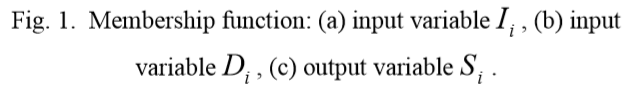 Fig. 1. Membership function: (a) input variable I_i , (b) input
variable D_i , (c) output variable S_i .